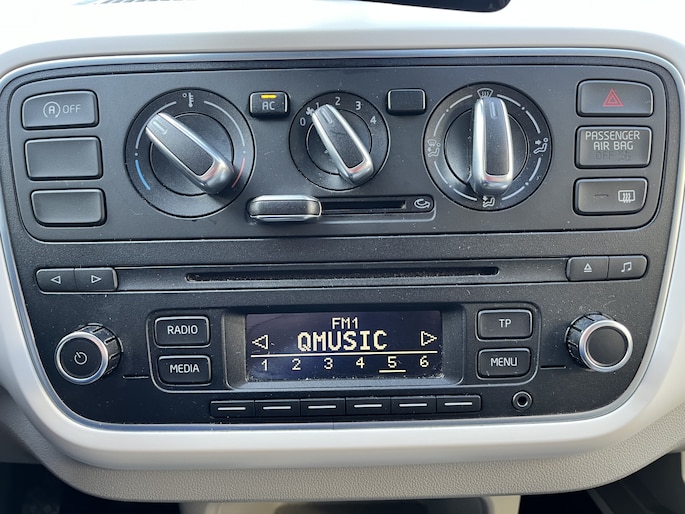 OFF
AC
0 1 2 3 4
PASSENGER
AIR BAG
OFF
RADIO
MEDIA
FM1
QMUSIC
1 2 3 4 5 6
TP
MENU